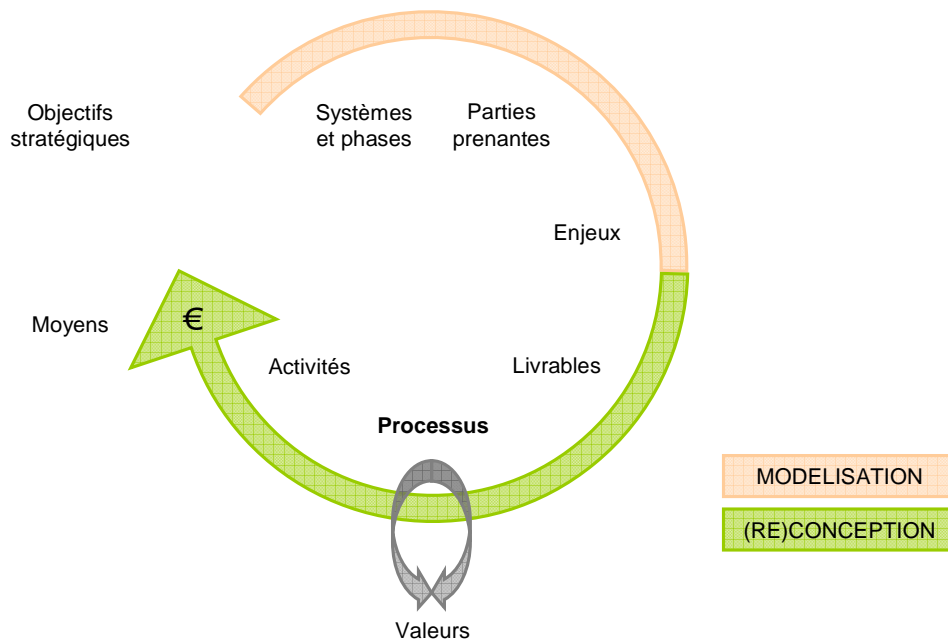 Objectifs
stratégiques
Systèmes
et phases
Parties
prenantes
Enjeux
Moyens
€
Activités
Livrables
Processus
MODELISATION
(RE)CONCEPTION
Valeurs